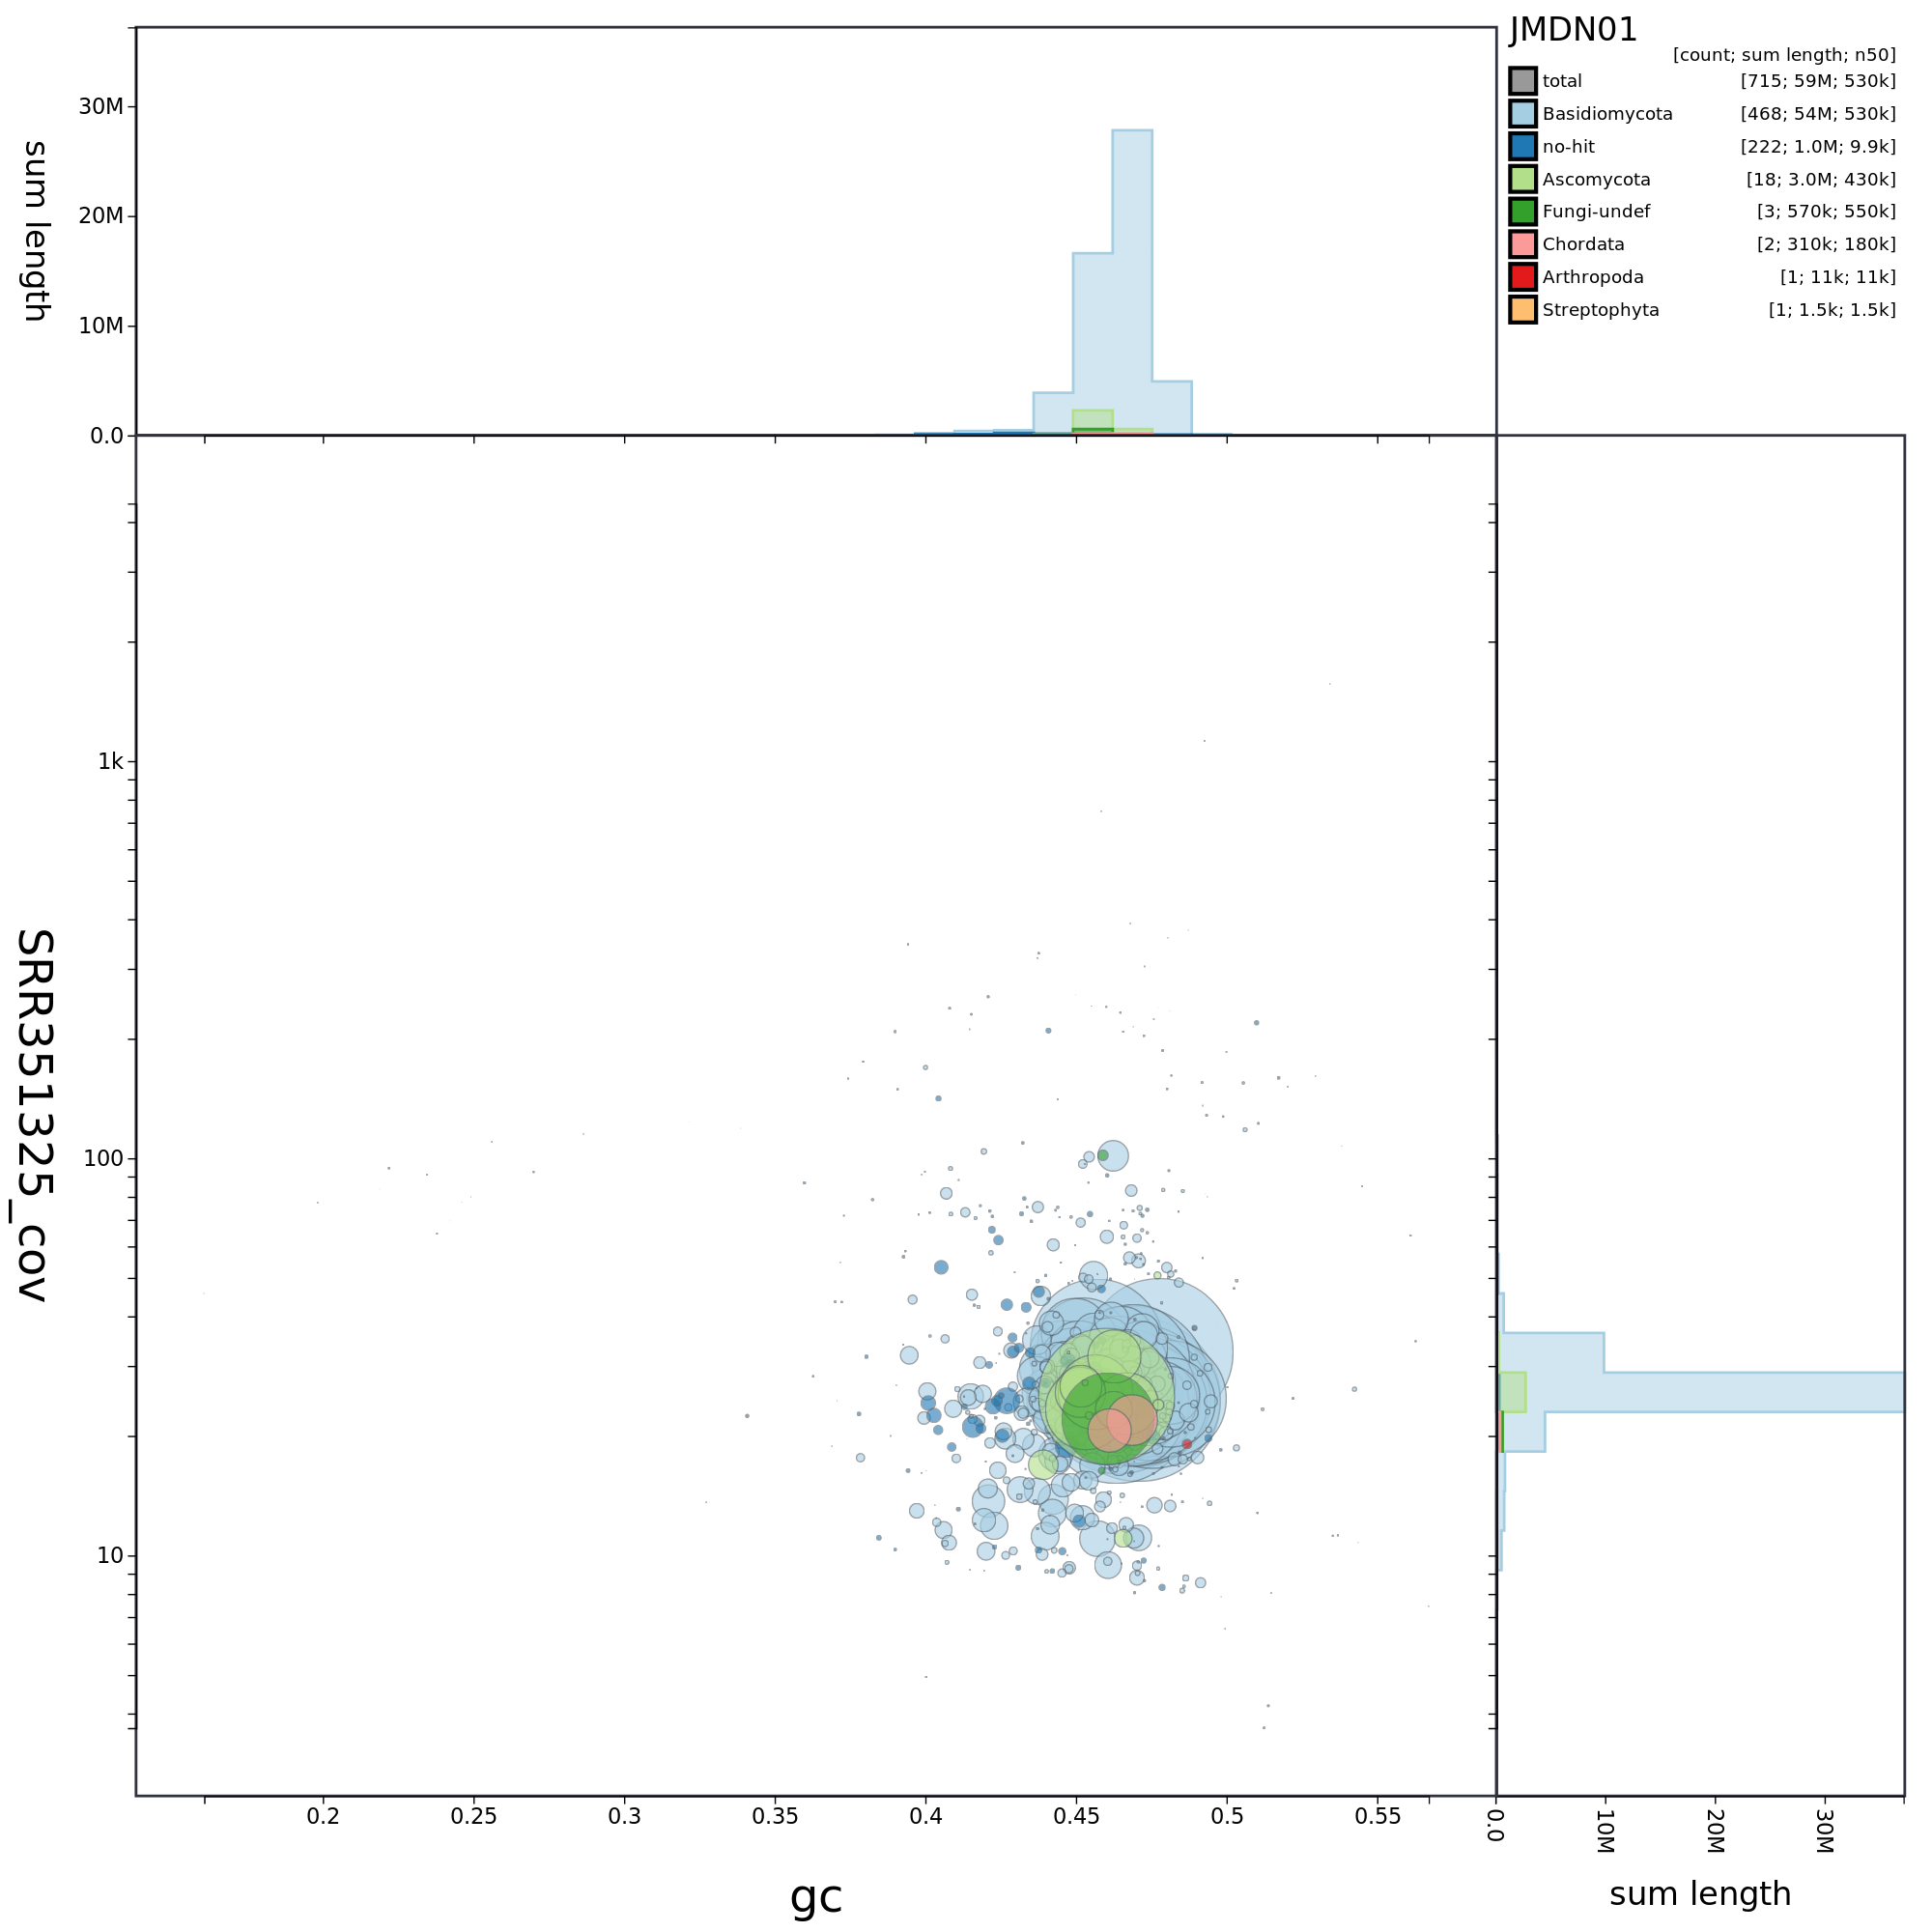 JMDN01
[count; sum length; n50]
total [715; 59M; 530k]
Basidiomycota [468; 54M; 530k]
no-hit [222; 1.0M; 9.9k]
Ascomycota [18; 3.0M; 430k]
Fungi-undef [3; 570k; 550k]
Chordata [2; 310k; 180k]
Arthropoda [1; 11k; 11k]
Streptophyta [1; 1.5k; 1.5k]
sum length
30M
20M
10M
0.0
SRR351325_cov
1k
100
10
0.2 0.25 0.3 0.35 0.4 0.45 0.5 0.55
gc
0.0 10M 20M 30M
sum length